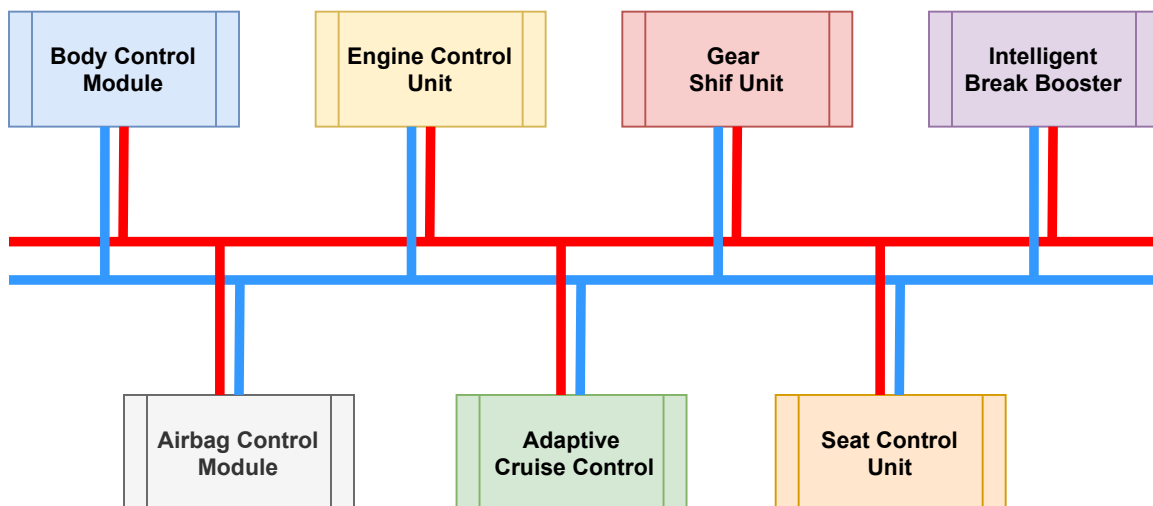 Body Control
Module
Engine Control
Unit
Gear
Shif Unit
Intelligent
Break Booster
Airbag Control
Module
Adaptive
Cruise Control
Seat Control
Unit